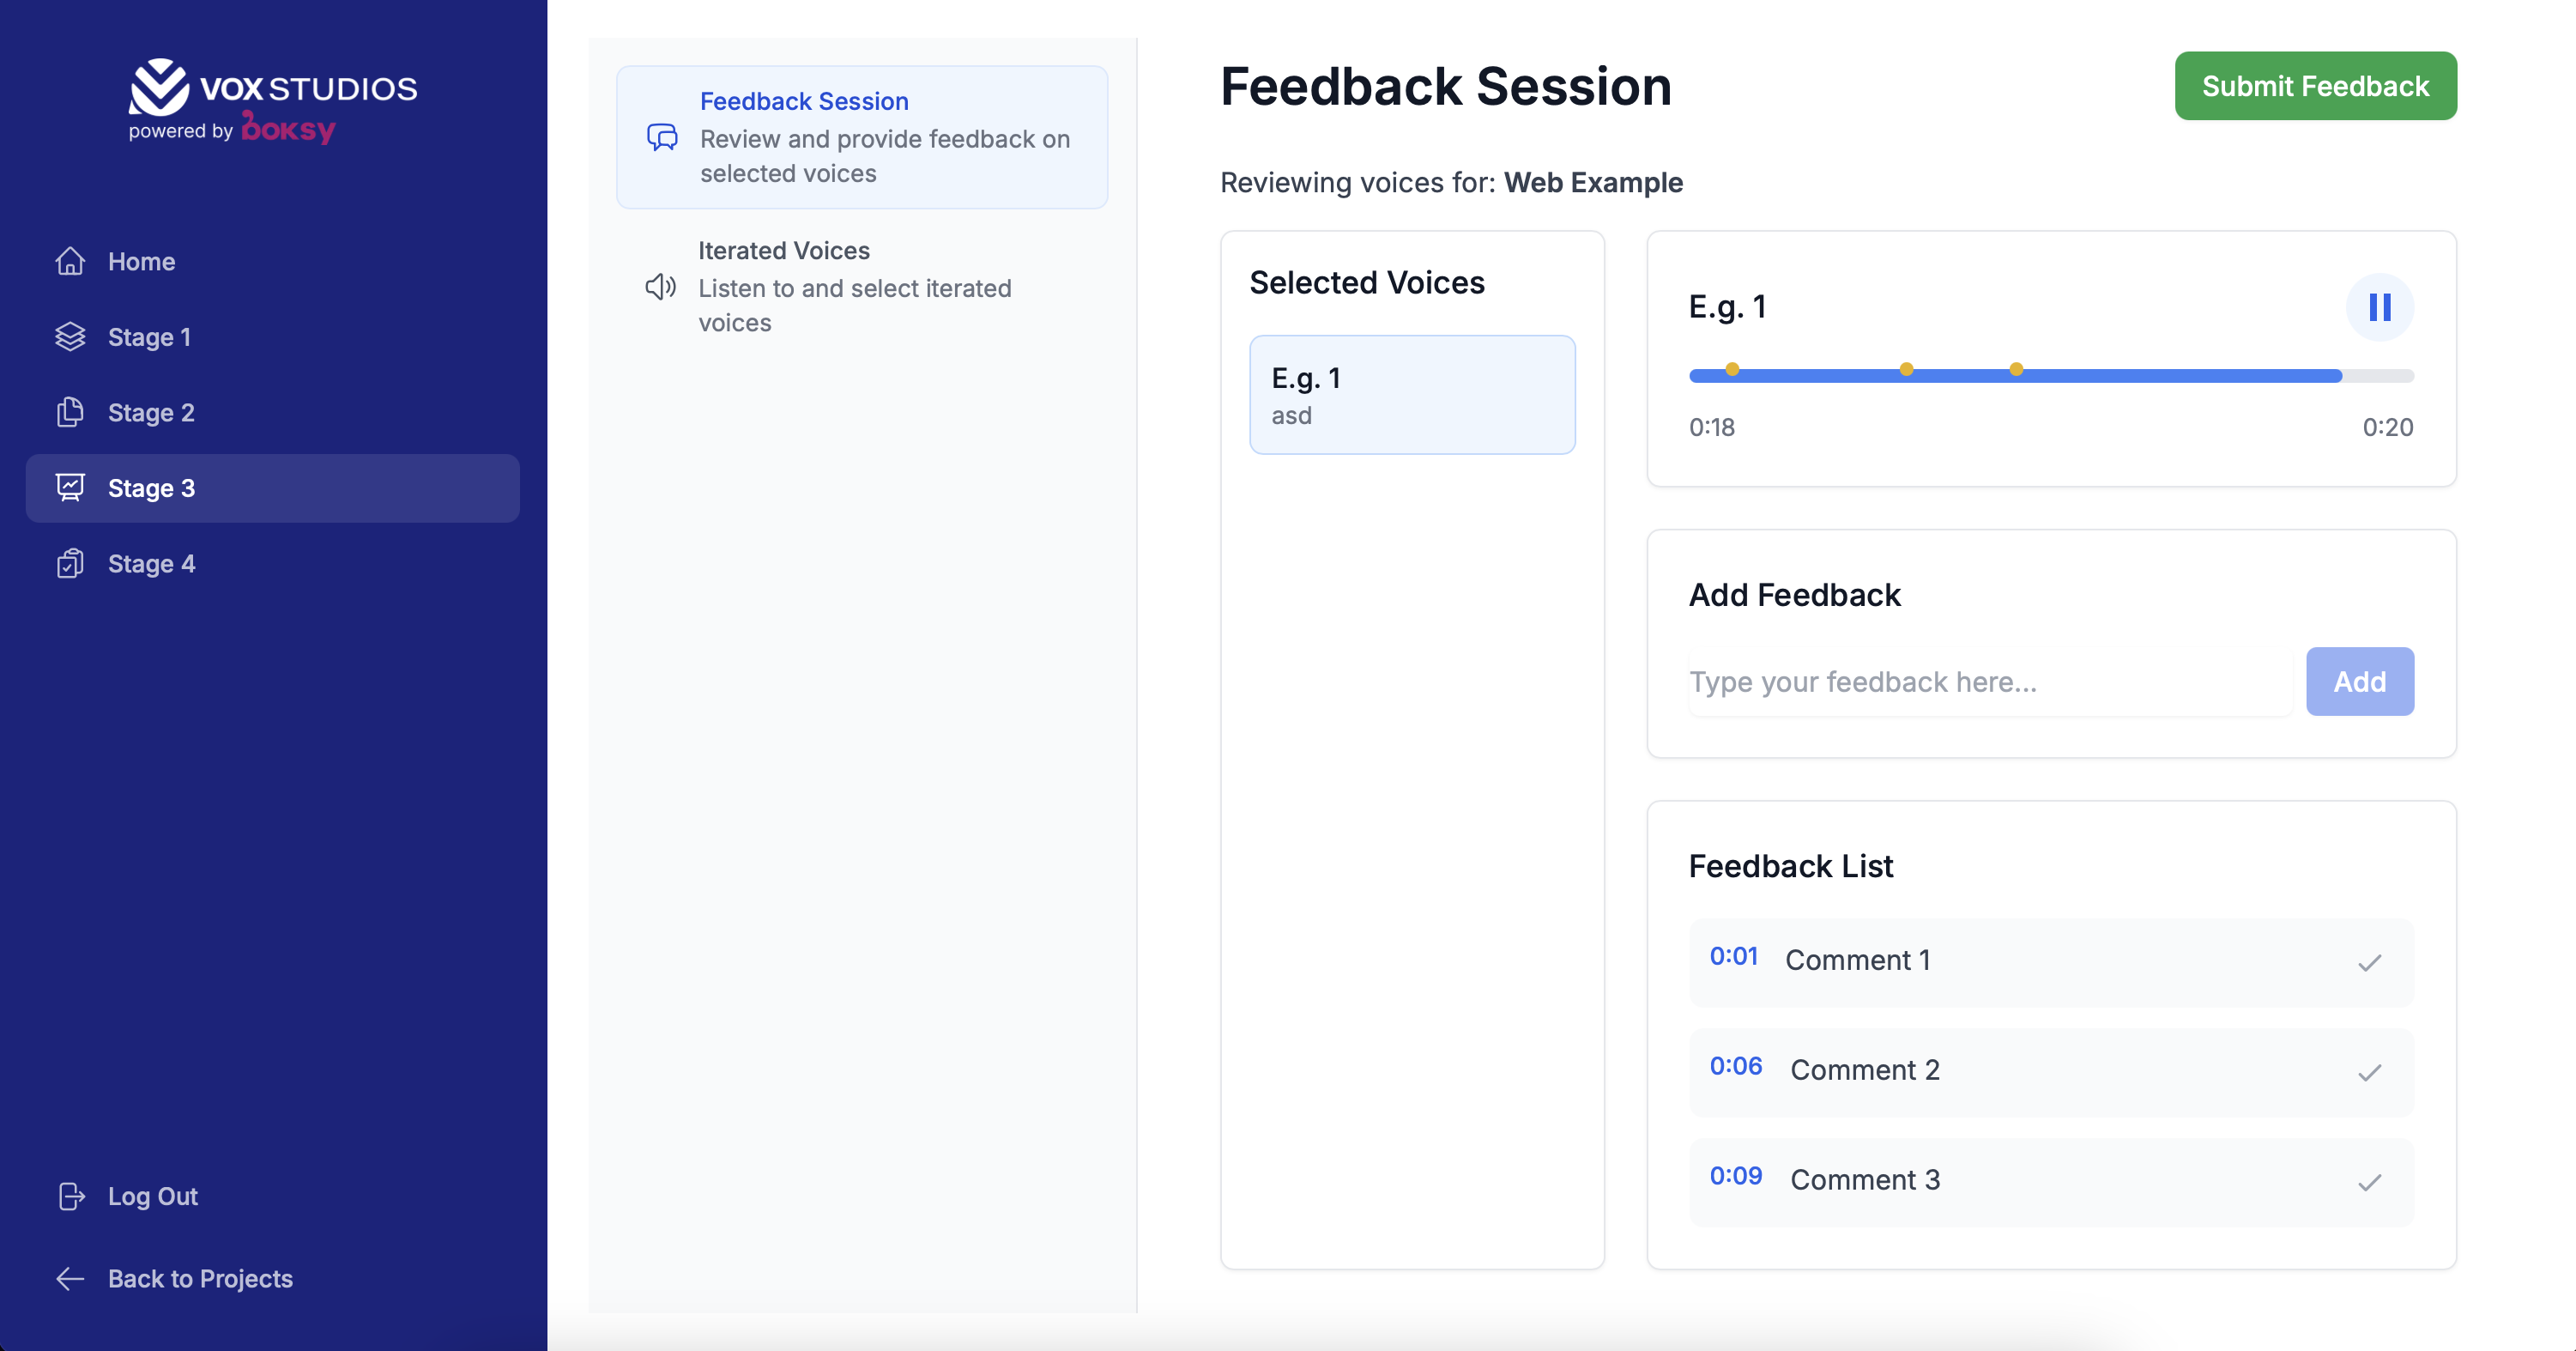 VOX STUDIOS
powered by boksy
Home
Stage 1
Stage 2
Stage 3
Stage 4
Log Out
Back to Projects
Feedback Session
Review and provide feedback on
selected voices
Iterated Voices
Listen to and select iterated
voices
Feedback Session
Submit Feedback
Reviewing voices for: Web Example
Selected Voices
E.g. 1
asd
E.g. 1
0:18 0:20
Add Feedback
Type your feedback here...
Add
Feedback List
0:01 Comment 1
0:06 Comment 2
0:09 Comment 3